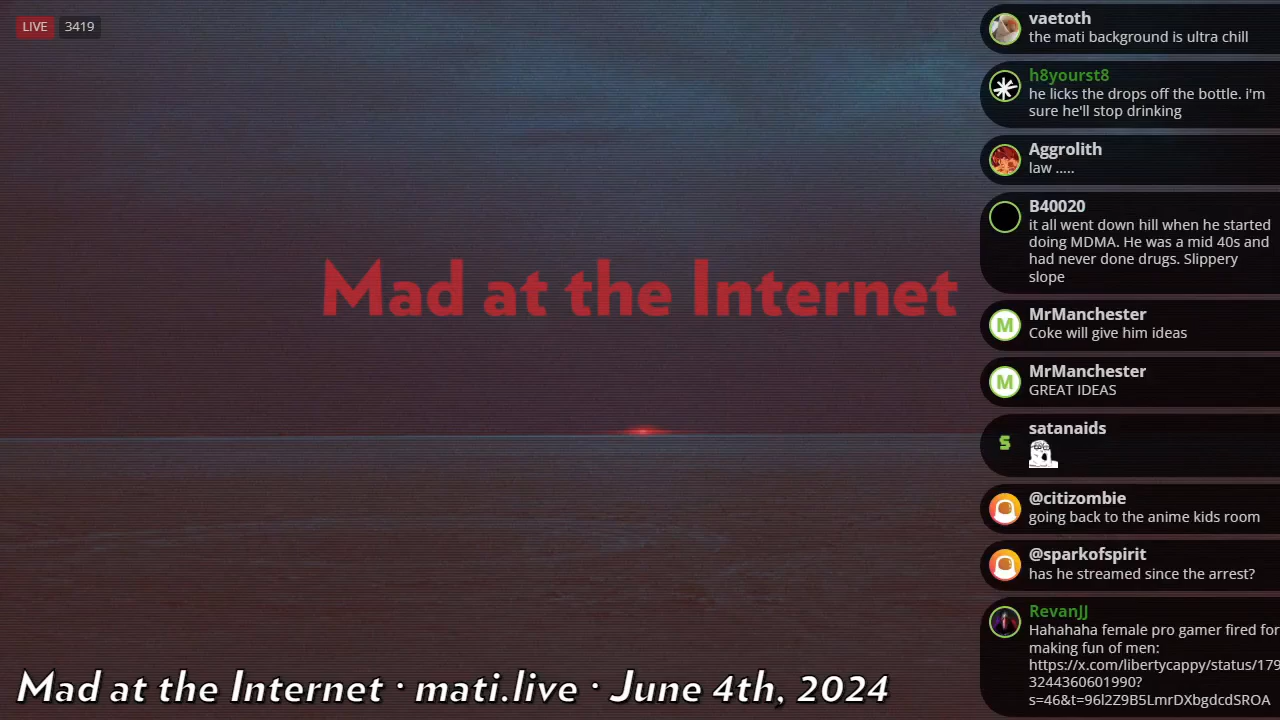 LIVE 3419
Mad at the Internet
vaetoth
the mati background is ultra chill
h8yourst8
he licks the drops off the bottle. i'm
sure he'll stop drinking
Aggrolith
law .....
B40020
it all went down hill when he started
doing MDMA. He was a mid 40s and
had never done drugs. Slippery
slope
M
MrManchester
Coke will give him ideas
M
MrManchester
GREAT IDEAS
S
satanaids
@citizombie
going back to the anime kids room
@sparkofspirit
has he streamed since the arrest?
RevanJJ
Hahahaha female pro gamer fired for
making fun of men:
https://x.com/libertycappy/status/179
3244360601990?
s=46&t=96l2Z9B5LmrDXbgdcdSROA
Mad at the Internet · mati.live · June 4th, 2024